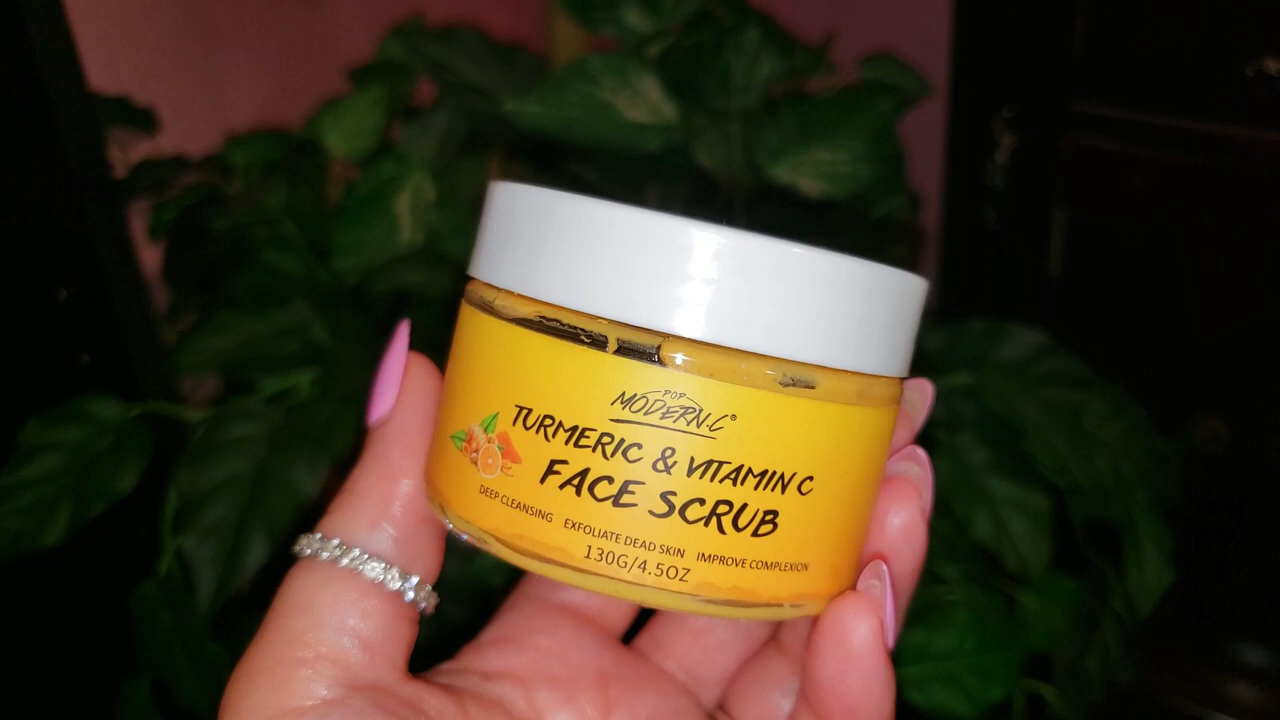 POP
MODERN.C®
TURMERIC & VITAMIN C
FACE SCRUB
DEEP CLEANSING EXFOLIATE DEAD SKIN IMPROVE COMPLEXION
130G/4.5OZ